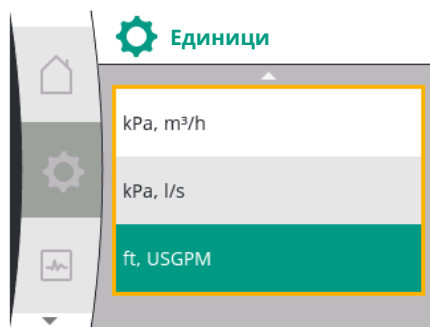 Единици
kPa, m³/h
kPa, l/s
ft, USGPM